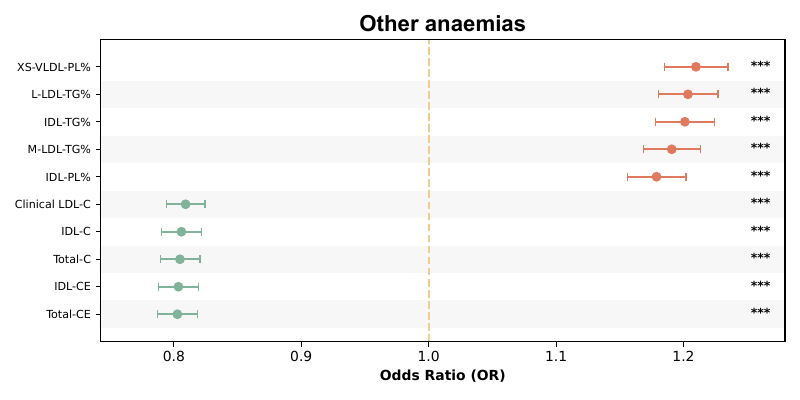 Other anaemias
XS-VLDL-PL% ***
L-LDL-TG% ***
IDL-TG% ***
M-LDL-TG% ***
IDL-PL% ***
Clinical LDL-C ***
IDL-C ***
Total-C ***
IDL-CE ***
Total-CE ***
0.8 0.9 1.0 1.1 1.2
Odds Ratio (OR)